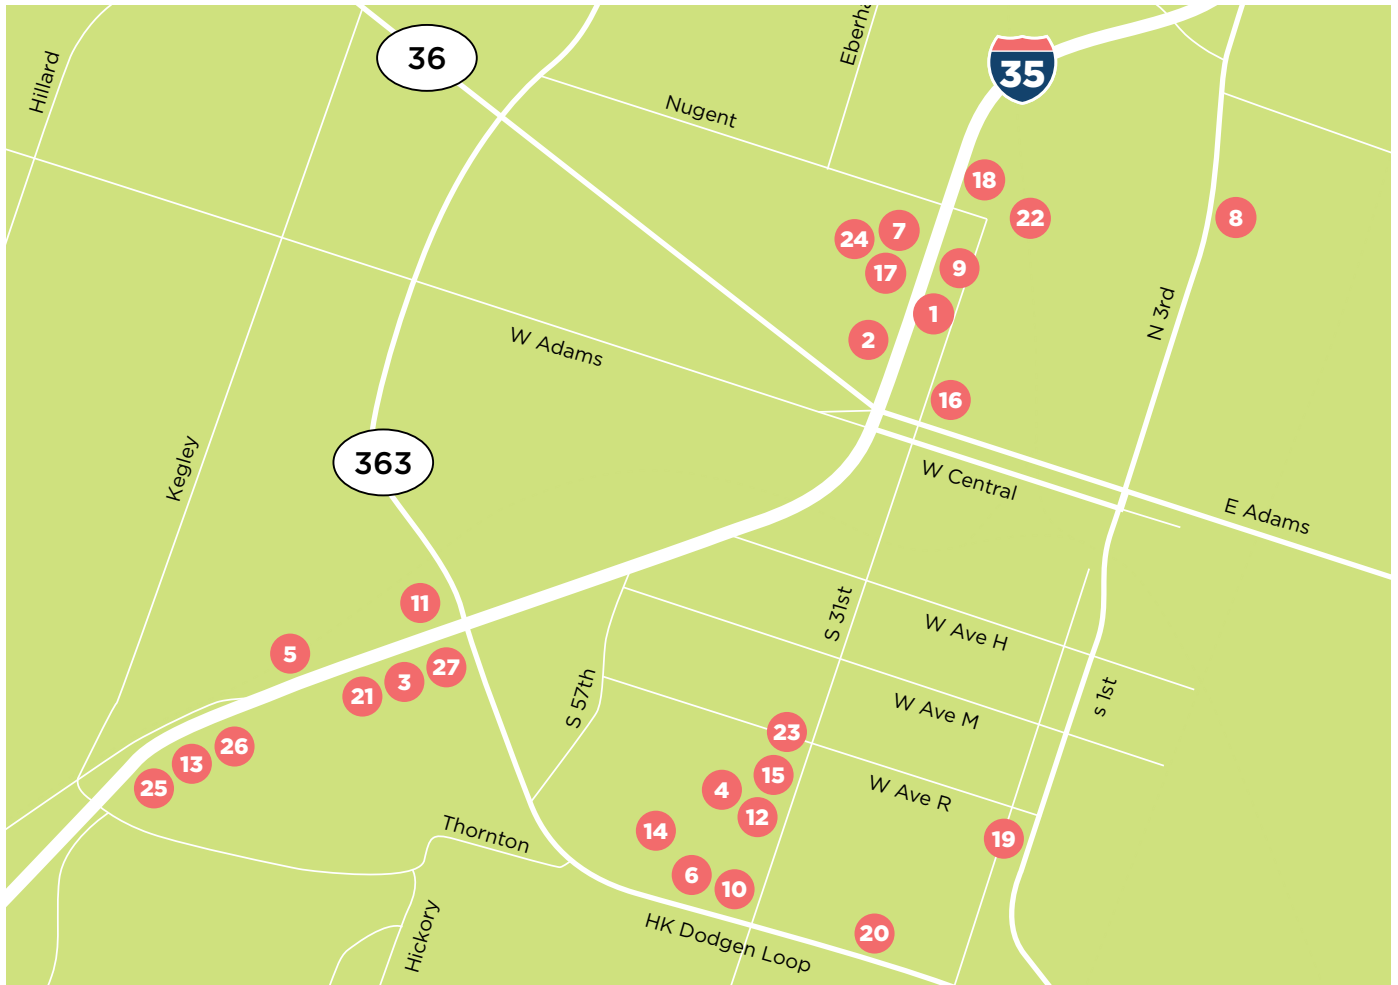 36
Hillard
Eberha
35
Nugent
18
22
8
24
7
17
9
1
N 3rd
2
W Adams
16
363
Kegley
W Central
E Adams
11
S 31st
W Ave H
5
27
3
21
S 57th
s 1st
W Ave M
23
26
13
25
15
4
12
W Ave R
14
Thornton
19
6
10
Hickory
HK Dodgen Loop
20